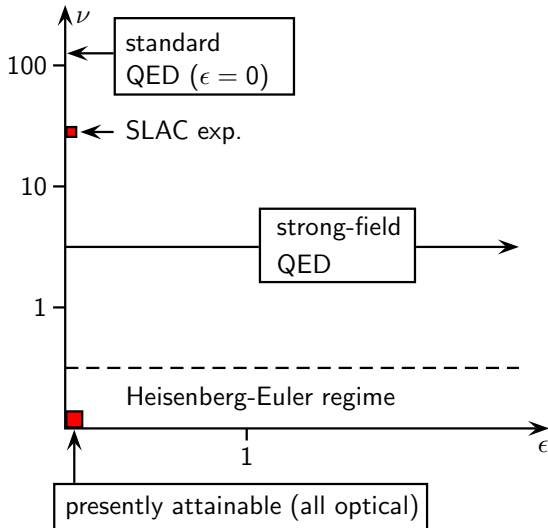 ν
standard
QED (ϵ = 0)
100
SLAC exp.
10
strong-field
QED
1
Heisenberg-Euler regime
1
ϵ
presently attainable (all optical)